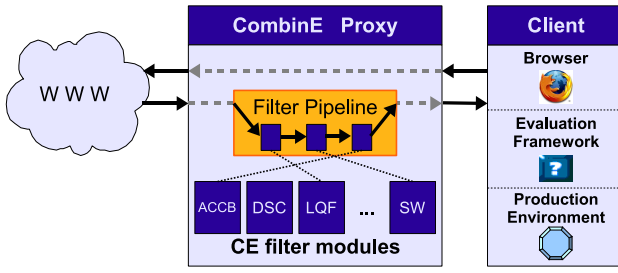 CombinE Proxy
Client
W W W
Filter Pipeline
Browser
Evaluation
Framework
?
Production
Environment
ACCB DSC LQF ... SW
CE filter modules